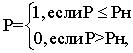 P= { 1, если P ≤ Pн
0, если P>Pн,